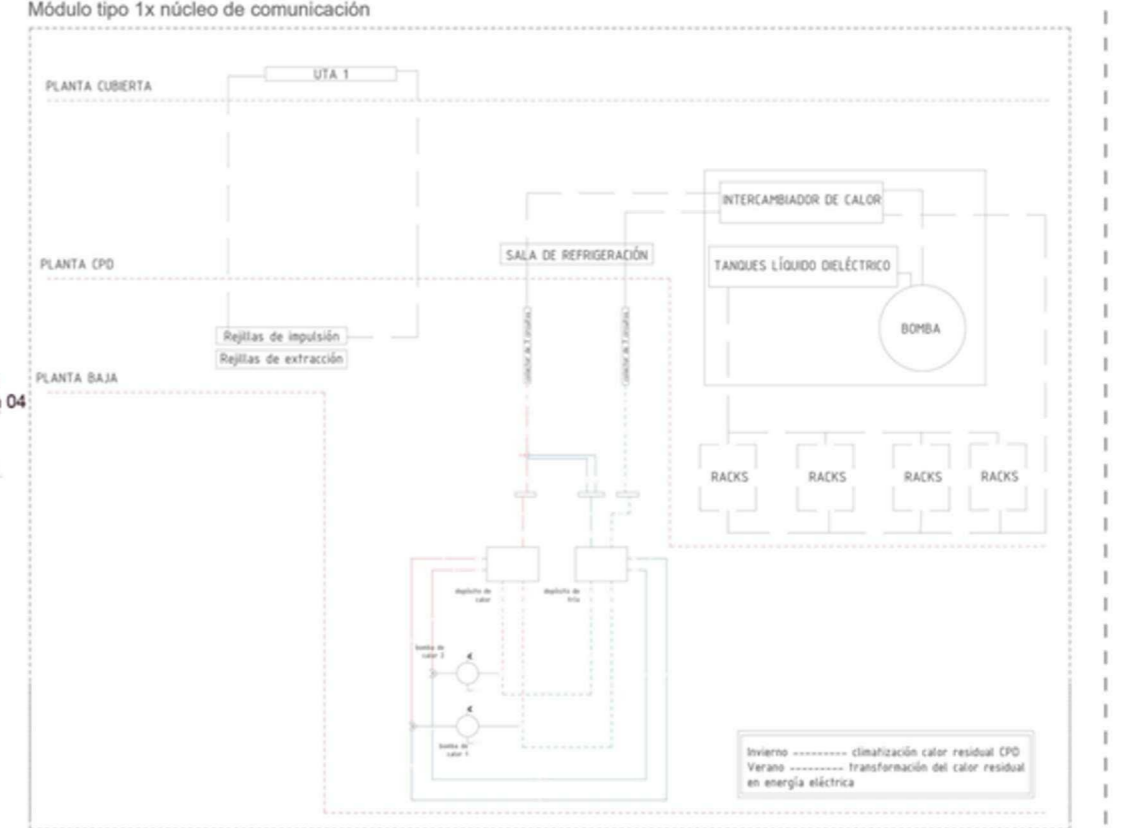 Módulo tipo 1x núcleo de comunicación
UTA 1
PLANTA CUBIERTA
INTERCAMBIADOR DE CALOR
SALA DE REFRIGERACIÓN
PLANTA CPD
TANQUES LÍQUIDO DIELÉCTRICO
BOMBA
Rejillas de impulsión
Rejillas de extracción
PLANTA BAJA
04
RACKS
RACKS
RACKS
RACKS
depósito de
calor
depósito de
frío
bomba de
calor 2
bomba de
calor 1
Invierno --------- climatización calor residual CPD
Verano --------- transformación del calor residual
en energía eléctrica